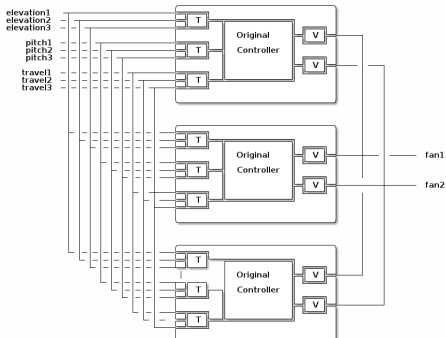 elevation1
elevation2
elevation3
pitch1
pitch2
pitch3
travel1
travel2
travel3
T
T
T
Original
Controller
V
V
T
T
T
Original
Controller
V
V
fan1
fan2
T
T
T
Original
Controller
V
V